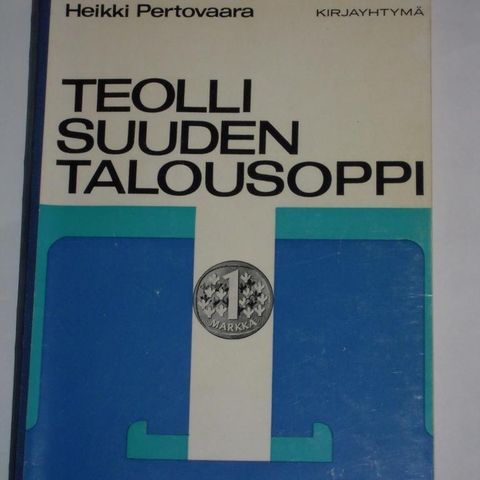 Heikki Pertovaara
KIRJAYHTYMÄ
TEOLLI
SUUDEN
TALOUSOPPI
1
MARKKA